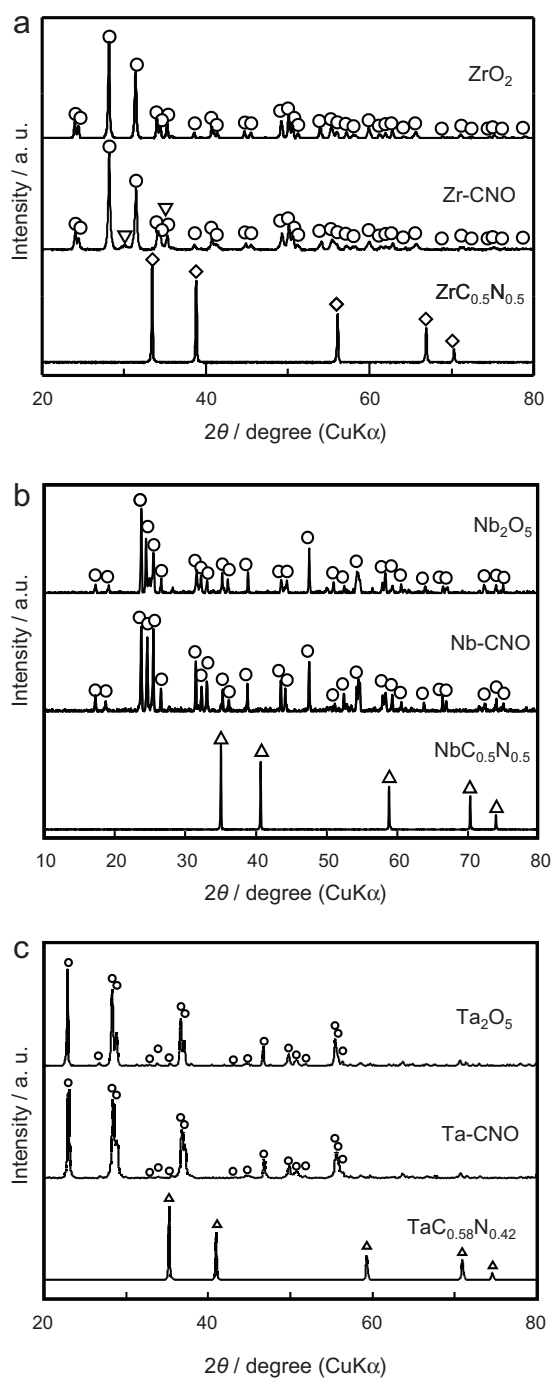 a
ZrO2
Zr-CNO
ZrC0.5N0.5
Intensity / a. u.
20 40 60 80
2θ / degree (CuKα)
b
Nb2O5
Nb-CNO
NbC0.5N0.5
Intensity / a.u.
10 20 30 40 50 60 70 80
2θ / degree (CuKα)
c
Ta2O5
Ta-CNO
TaC0.58N0.42
Intensity / a. u.
20 40 60 80
2θ / degree (CuKα)